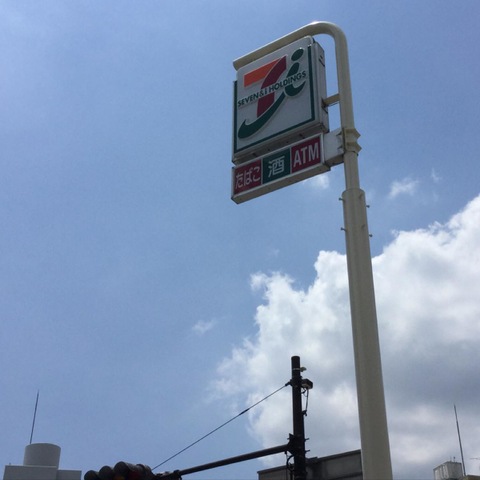 7i
SEVEN & i HOLDINGS
たばこ 酒 ATM